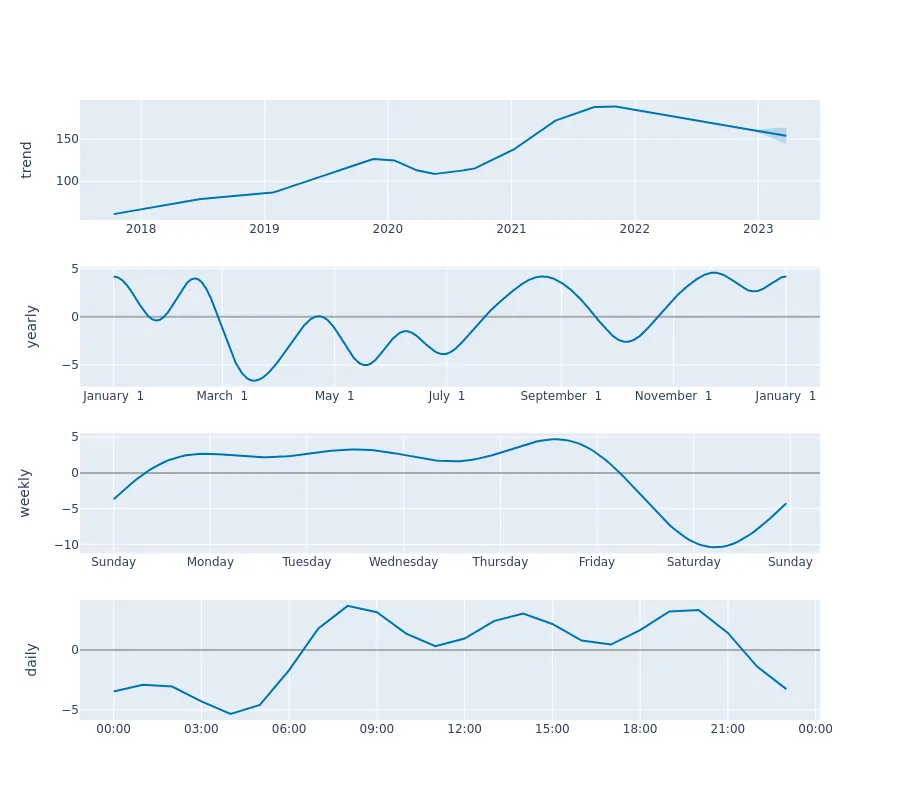 trend
150
100
2018 2019 2020 2021 2022 2023
yearly
5
0
−5
January 1 March 1 May 1 July 1 September 1 November 1 January 1
weekly
5
0
−5
−10
Sunday Monday Tuesday Wednesday Thursday Friday Saturday Sunday
daily
0
−5
00:00 03:00 06:00 09:00 12:00 15:00 18:00 21:00 00:00